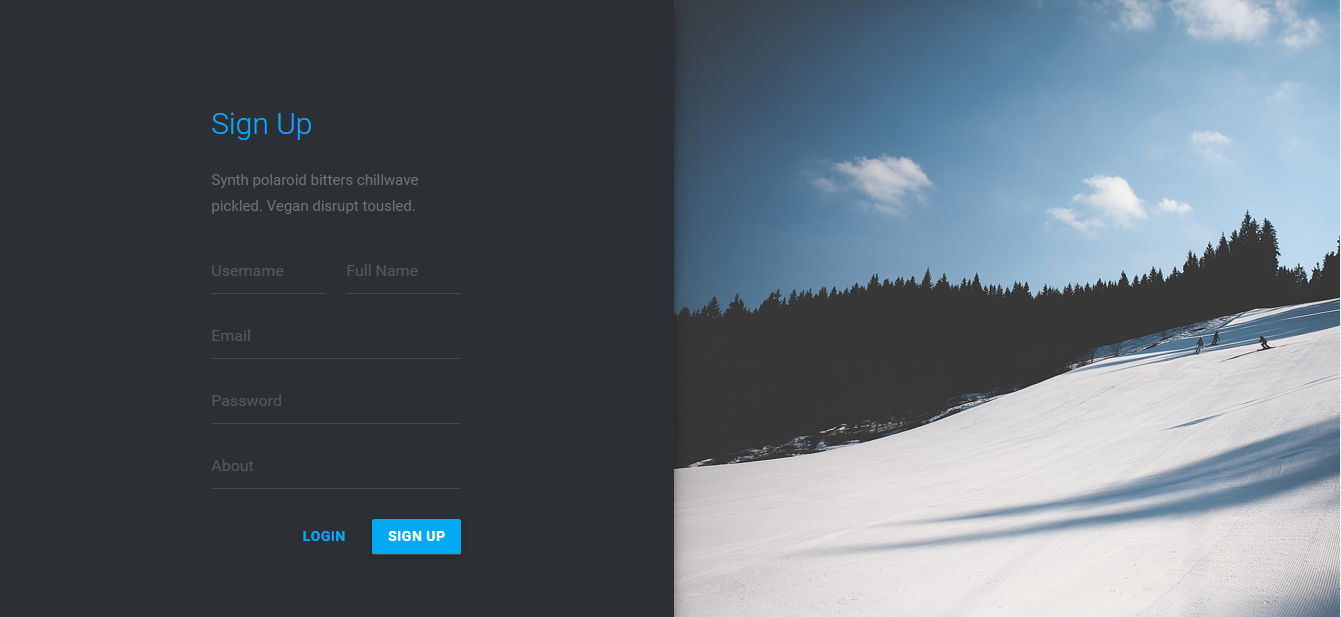 Sign Up
Synth polaroid bitters chillwave
pickled. Vegan disrupt tousled.
Username Full Name
Email
Password
About
LOGIN SIGN UP